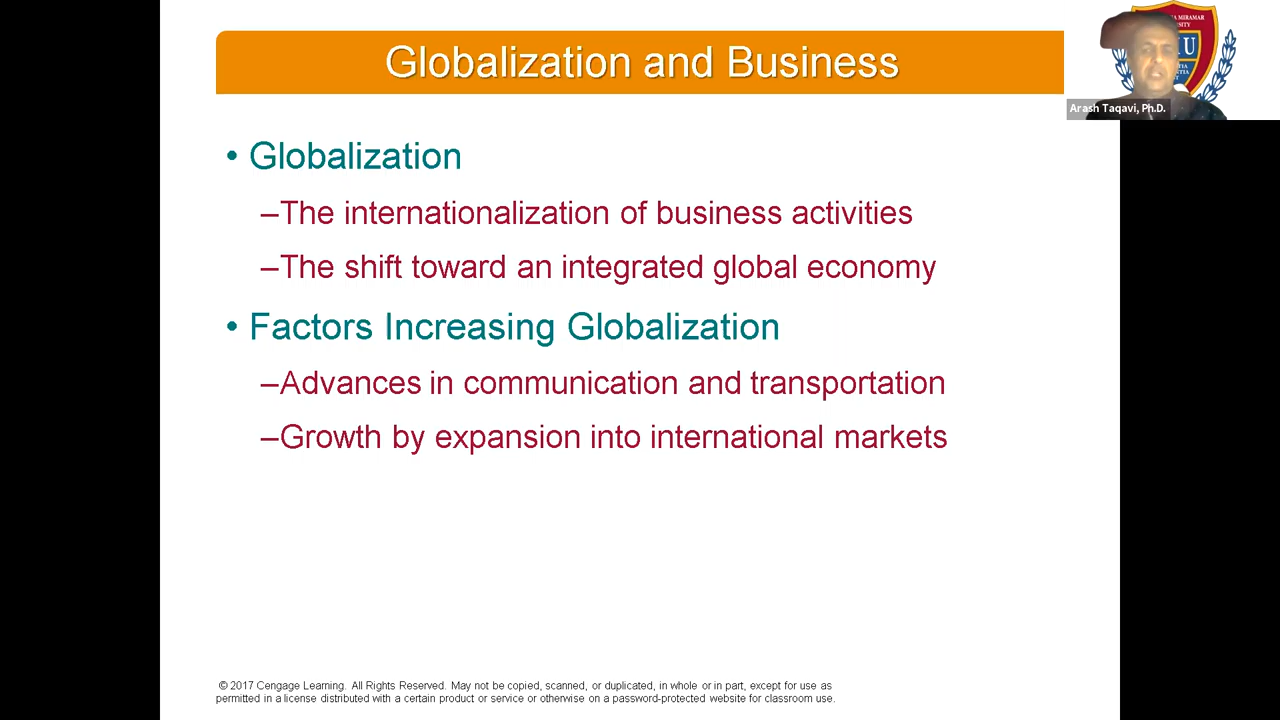 Globalization and Business
Arash Taqavi, Ph.D.
• Globalization
–The internationalization of business activities
–The shift toward an integrated global economy
• Factors Increasing Globalization
–Advances in communication and transportation
–Growth by expansion into international markets
© 2017 Cengage Learning. All Rights Reserved. May not be copied, scanned, or duplicated, in whole or in part, except for use as
permitted in a license distributed with a certain product or service or otherwise on a password-protected website for classroom use.